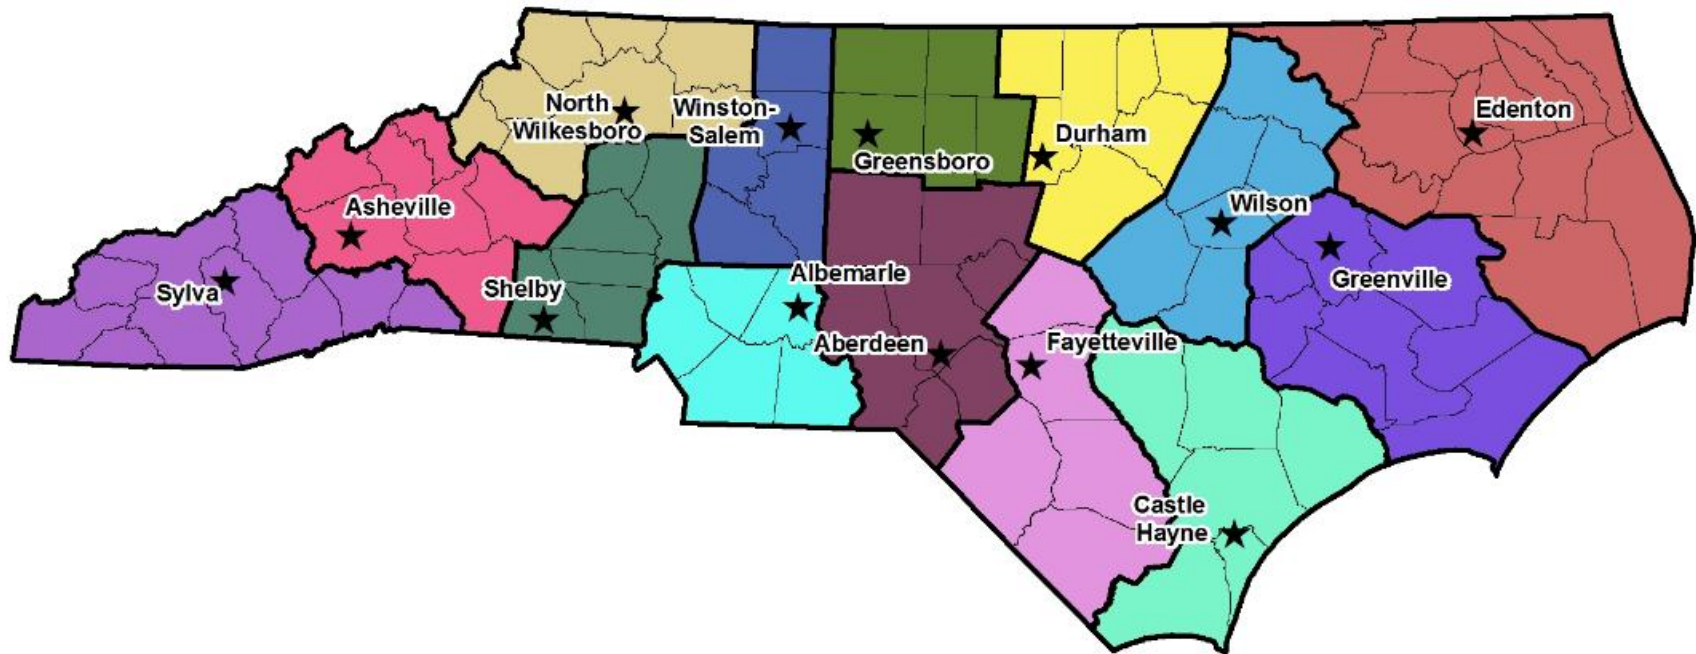 North
Wilkesboro
Winston-
Salem
Greensboro
Durham
Edenton
Asheville
Wilson
Sylva
Shelby
Albemarle
Greenville
Aberdeen
Fayetteville
Castle
Hayne